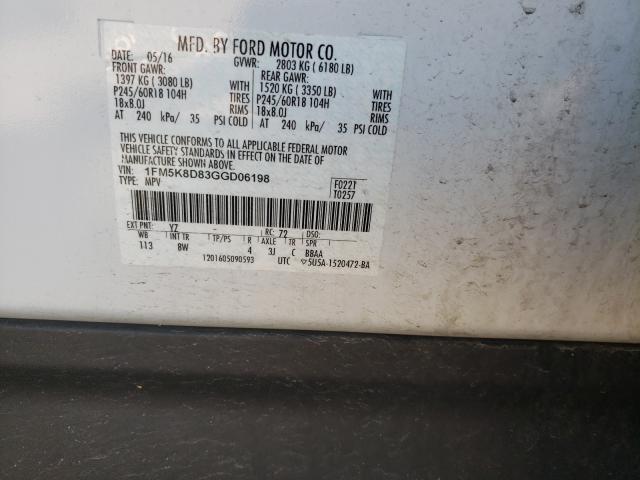 MFD. BY FORD MOTOR CO.
DATE: 05/16 GVWR: 2803 KG ( 6180 LB)
FRONT GAWR: REAR GAWR:
1397 KG ( 3080 LB) WITH 1520 KG ( 3350 LB) WITH
P245/60R18 104H TIRES P245/60R18 104H TIRES
18x8.0J RIMS 18x8.0J RIMS
AT 240 kPa/ 35 PSI COLD AT 240 kPa/ 35 PSI COLD
THIS VEHICLE CONFORMS TO ALL APPLICABLE FEDERAL MOTOR
VEHICLE SAFETY STANDARDS IN EFFECT ON THE DATE OF
MANUFACTURE SHOWN ABOVE.
VIN: 1FM5K8D83GGD06198 F0221
TYPE: MPV T0257
EXT PNT: YZ - RC: 72 DSO:
WB INT TR TP/PS R AXLE TR SPR
113 8W 4 3J C BBAA
1201605090593 UTC ▽5U5A-1520472-BA